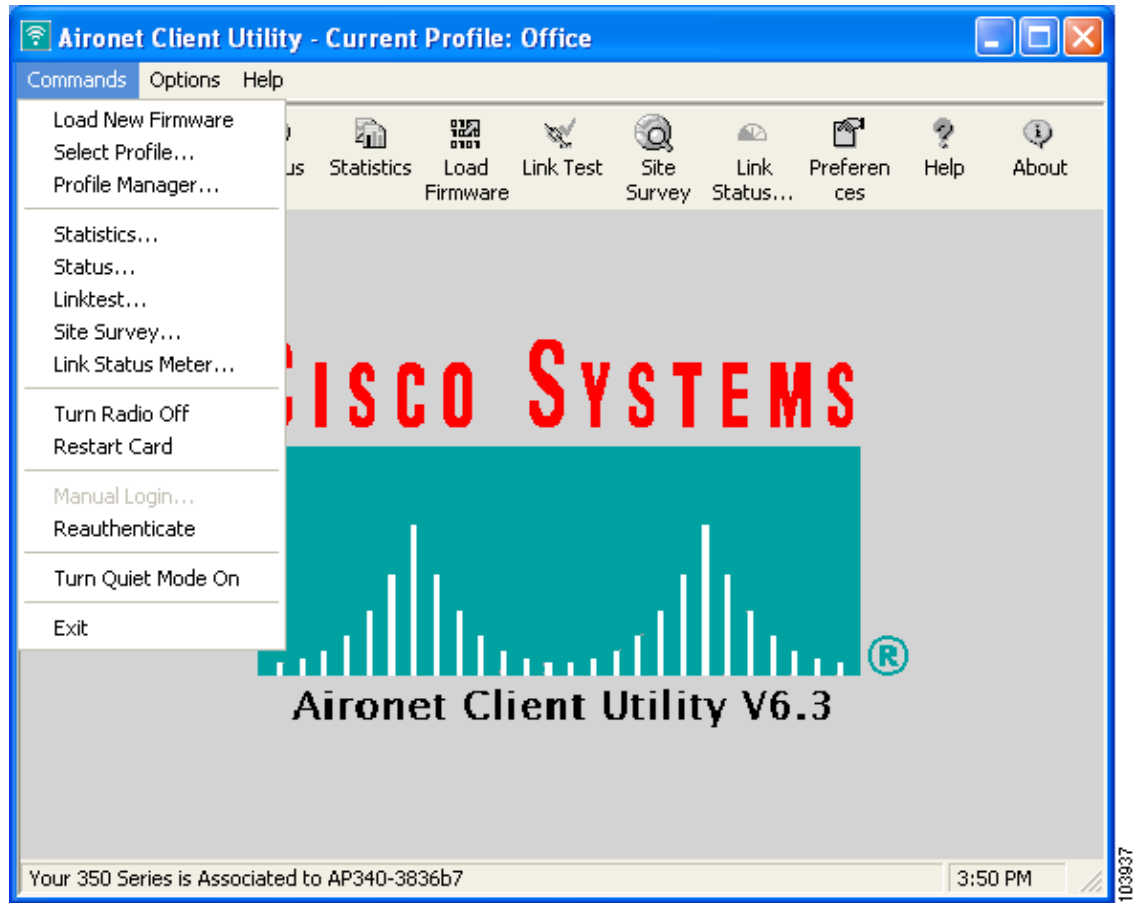 Aironet Client Utility - Current Profile: Office
Commands Options Help
Load New Firmware
Select Profile...
Profile Manager...
Statistics...
Status...
Linktest...
Site Survey...
Link Status Meter...
Turn Radio Off
Restart Card
Manual Login...
Reauthenticate
Turn Quiet Mode On
Exit
us
Statistics
Load
Firmware
Link Test
Site
Survey
Link
Status...
Preferen
ces
Help
About
CISCO SYSTEMS
®
Aironet Client Utility V6.3
Your 350 Series is Associated to AP340-3836b7
3:50 PM
103937